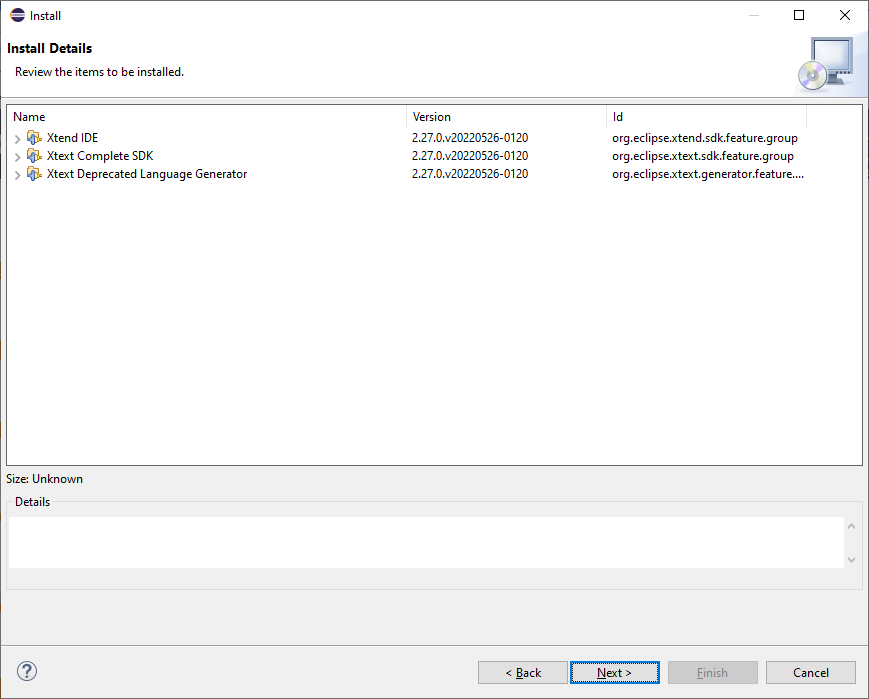 Install
Install Details
Review the items to be installed.
Name Version Id
Xtend IDE 2.27.0.v20220526-0120 org.eclipse.xtend.sdk.feature.group
Xtext Complete SDK 2.27.0.v20220526-0120 org.eclipse.xtext.sdk.feature.group
Xtext Deprecated Language Generator 2.27.0.v20220526-0120 org.eclipse.xtext.generator.feature....
Size: Unknown
Details
? < Back Next > Finish Cancel